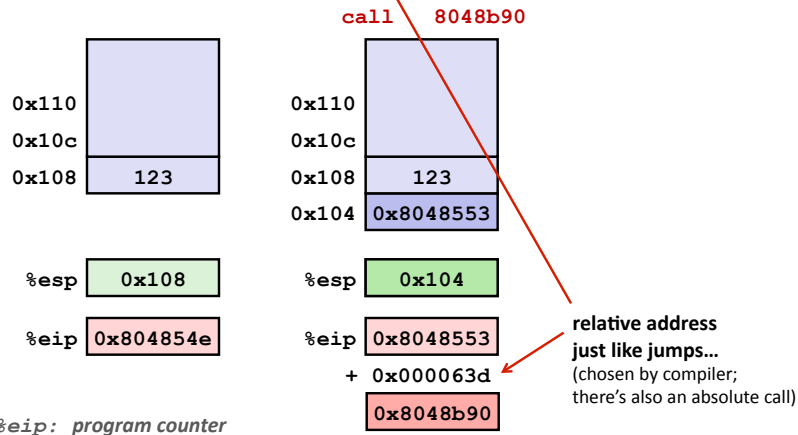 call 8048b90
0x110
0x10c
0x108 123
%esp 0x108
%eip 0x804854e
0x110
0x10c
0x108 123
0x104 0x8048553
%esp 0x104
%eip 0x8048553
+ 0x000063d
0x8048b90
relative address
just like jumps…
(chosen by compiler;
there’s also an absolute call)
%eip: program counter